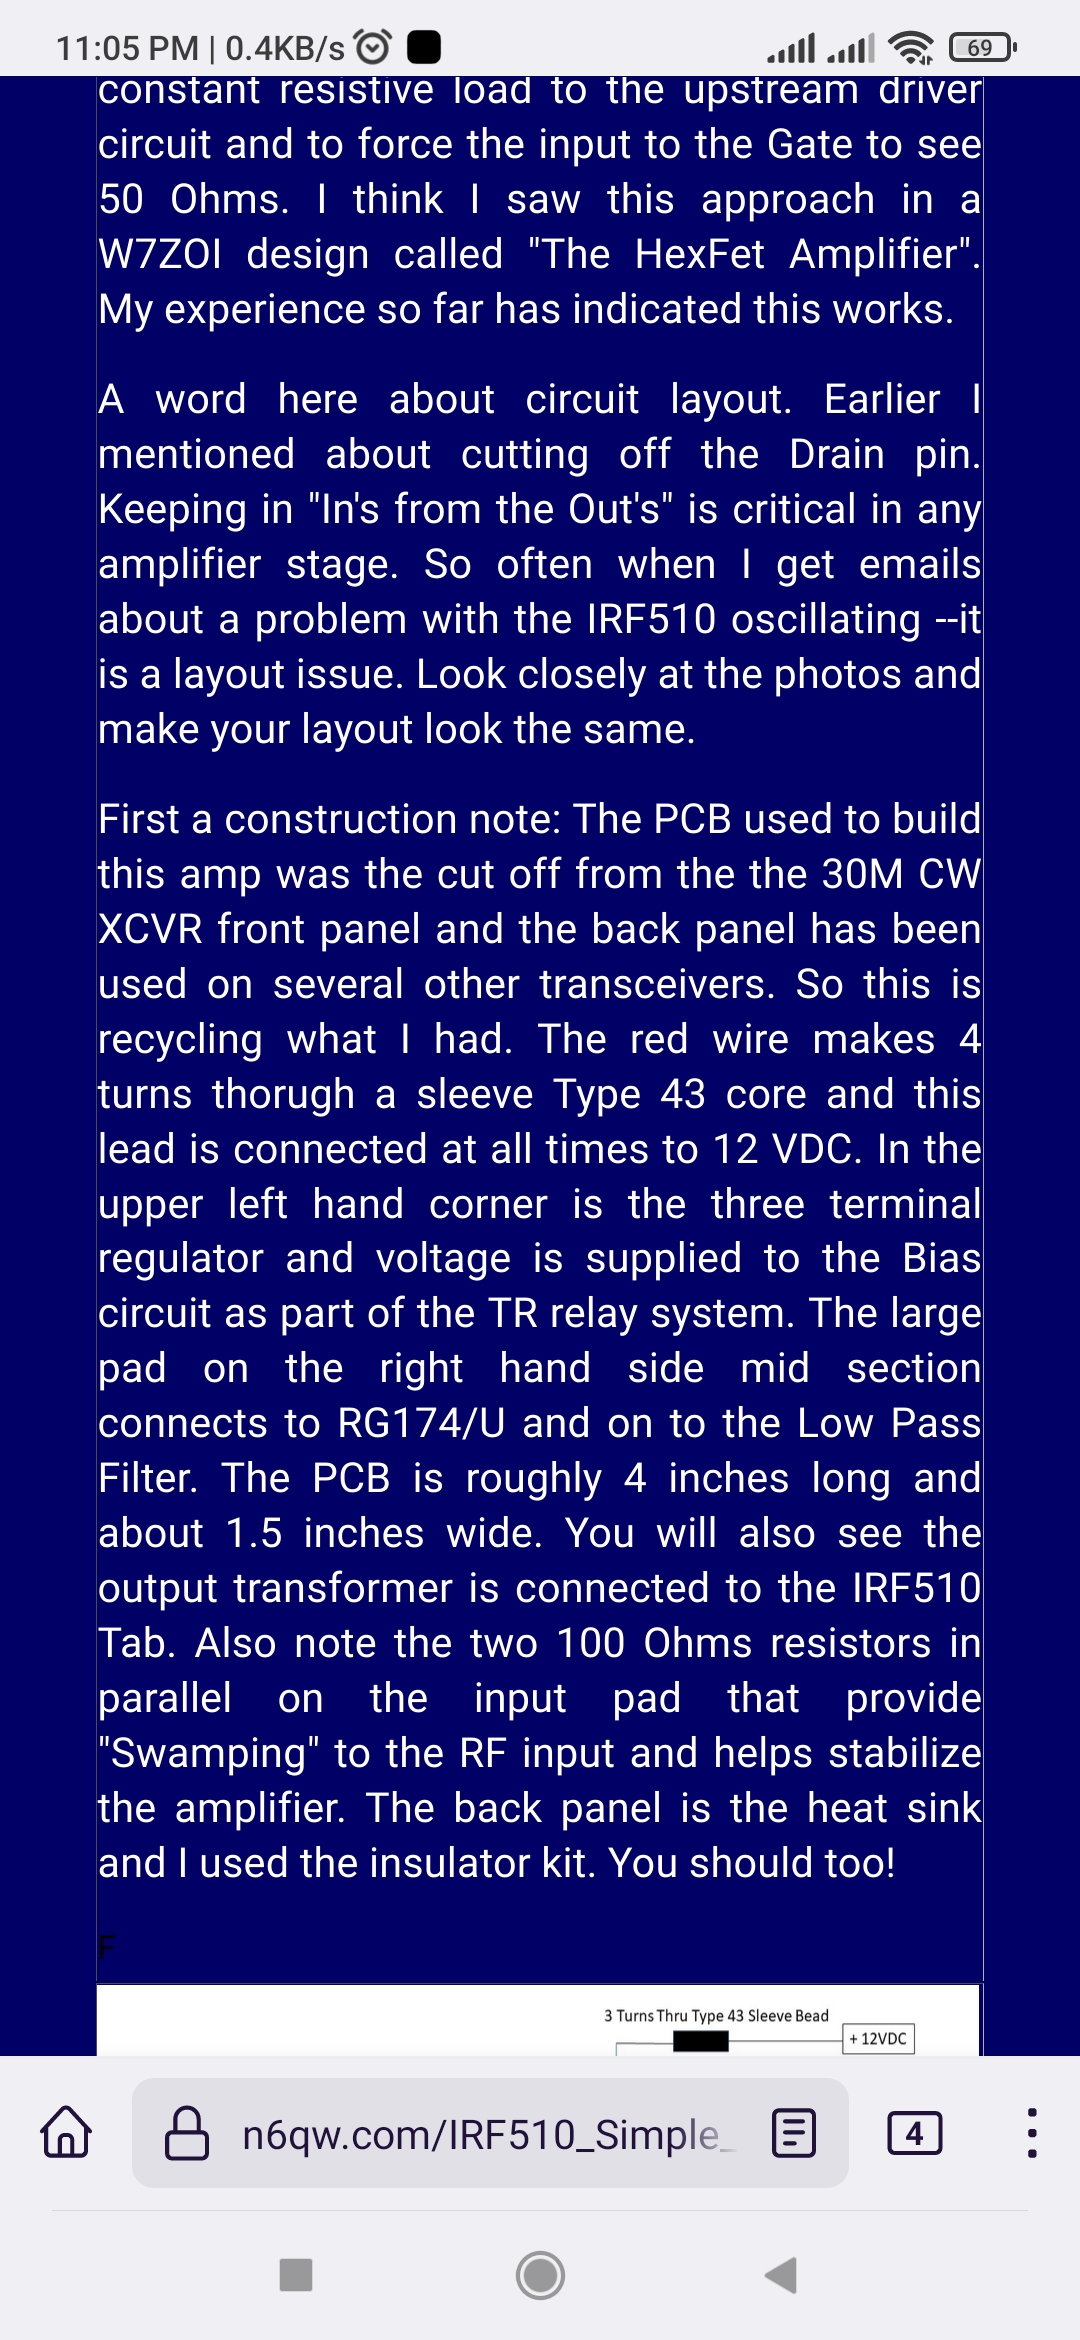 11:05 PM | 0.4KB/s
69
constant resistive load to the upstream driver
circuit and to force the input to the Gate to see
50 Ohms. I think I saw this approach in a
W7ZOI design called "The HexFet Amplifier".
My experience so far has indicated this works.
A word here about circuit layout. Earlier I
mentioned about cutting off the Drain pin.
Keeping in "In's from the Out's" is critical in any
amplifier stage. So often when I get emails
about a problem with the IRF510 oscillating --it
is a layout issue. Look closely at the photos and
make your layout look the same.
First a construction note: The PCB used to build
this amp was the cut off from the the 30M CW
XCVR front panel and the back panel has been
used on several other transceivers. So this is
recycling what I had. The red wire makes 4
turns thorugh a sleeve Type 43 core and this
lead is connected at all times to 12 VDC. In the
upper left hand corner is the three terminal
regulator and voltage is supplied to the Bias
circuit as part of the TR relay system. The large
pad on the right hand side mid section
connects to RG174/U and on to the Low Pass
Filter. The PCB is roughly 4 inches long and
about 1.5 inches wide. You will also see the
output transformer is connected to the IRF510
Tab. Also note the two 100 Ohms resistors in
parallel on the input pad that provide
"Swamping" to the RF input and helps stabilize
the amplifier. The back panel is the heat sink
and I used the insulator kit. You should too!
F
3 Turns Thru Type 43 Sleeve Bead
+ 12VDC
n6qw.com/IRF510_Simple_
4